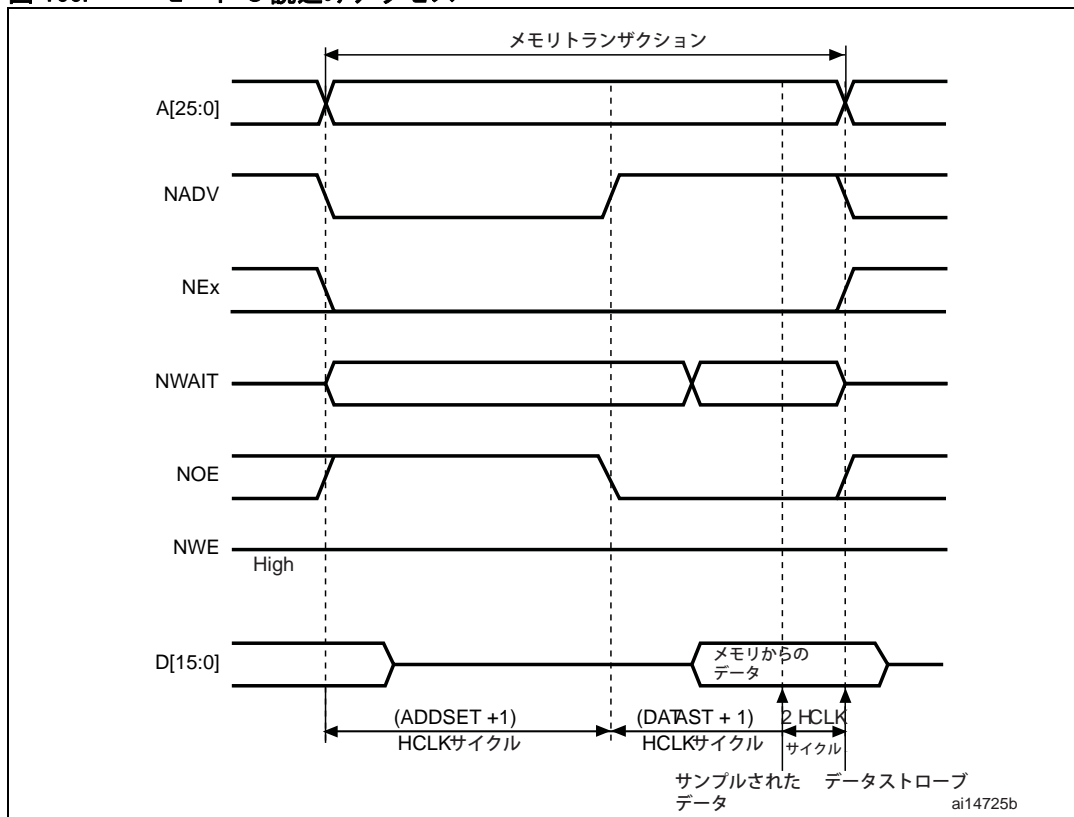 メモリトランザクション
A[25:0]
NADV
NEx
NWAIT
NOE
NWE
High
D[15:0]
メモリからの
データ
(ADDSET +1)
HCLKサイクル
(DATAST + 1)
HCLKサイクル
2 HCLK
サイクル
サンプルされた
データ
データストローブ
ai14725b